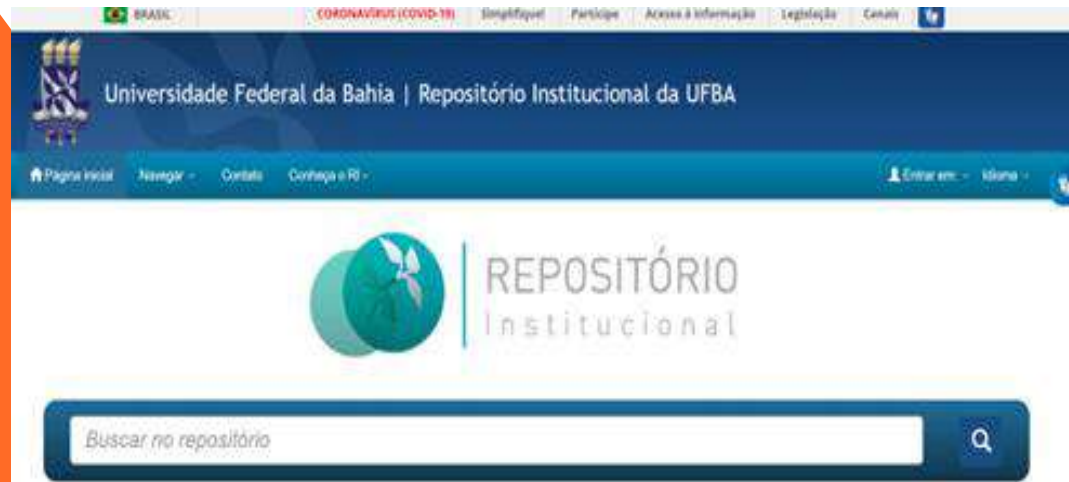 BRASIL CORONAVÍRUS (COVID-19) Simplifique! Participe Acesso à informação Legislação Canais
Universidade Federal da Bahia | Repositório Institucional da UFBA
Página inicial Navegar Contato Conheça o RI Entrar em: Idioma
REPOSITÓRIO
Institucional
Buscar no repositório